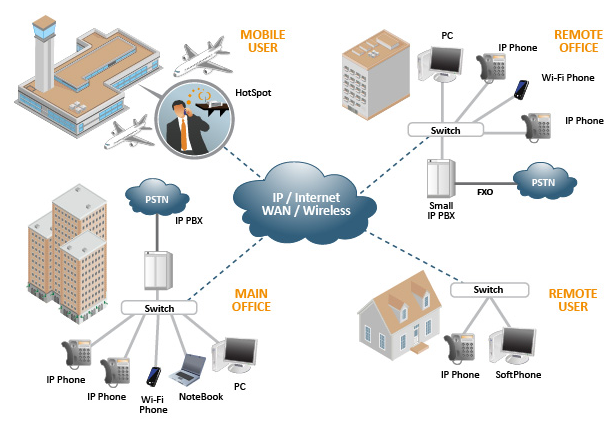 MOBILE
USER
HotSpot
REMOTE
OFFICE
PC
IP Phone
Wi-Fi Phone
IP Phone
Switch
Small
IP PBX
FXO
PSTN
IP / Internet
WAN / Wireless
PSTN
IP PBX
Switch
MAIN
OFFICE
IP Phone
IP Phone
Wi-Fi
Phone
NoteBook
PC
Switch
REMOTE
USER
IP Phone
SoftPhone